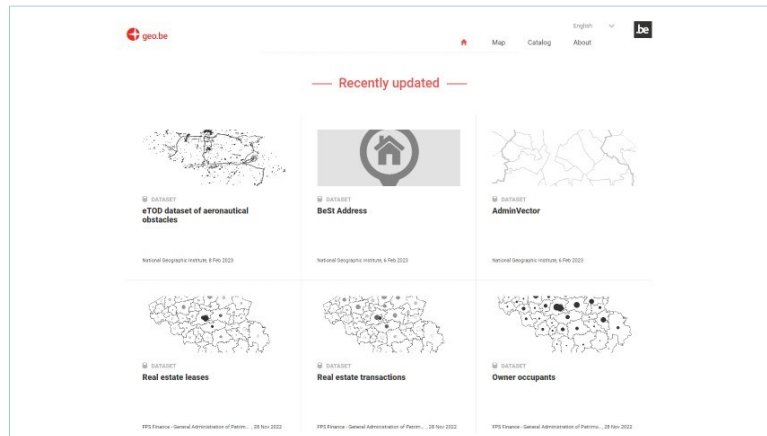 geo.be
English
.be
Map Catalog About
Recently updated
DATASET
eTOD dataset of aeronautical
obstacles
National Geographic Institute, 8 Feb 2023
DATASET
BeSt Address
National Geographic Institute, 6 Feb 2023
DATASET
AdminVector
National Geographic Institute, 6 Feb 2023
DATASET
Real estate leases
FPS Finance - General Administration of Patrim... , 28 Nov 2022
DATASET
Real estate transactions
FPS Finance - General Administration of Patrimo... , 28 Nov 2022
DATASET
Owner occupants
FPS Finance - General Administration of Patrimo... , 28 Nov 2022